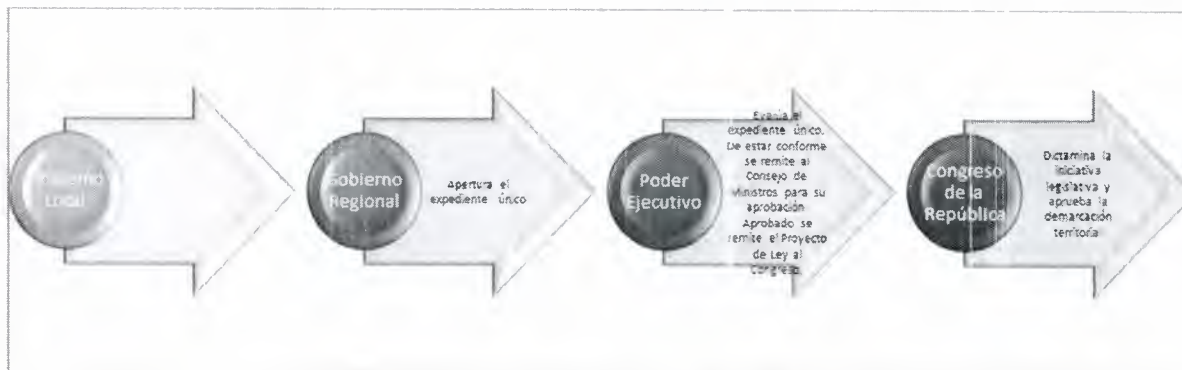 Gobierno
Local
Gobierno
Regional
Apertura el
expediente único
Poder
Ejecutivo
Evalúa el
expediente único.
De estar conforme
se remite al
Consejo de
Ministros para su
aprobación
Aprobado se
remite el Proyecto
de Ley al
Congreso.
Congreso
de la
República
Dictamina la
iniciativa
legislativa y
aprueba la
demarcación
territorial